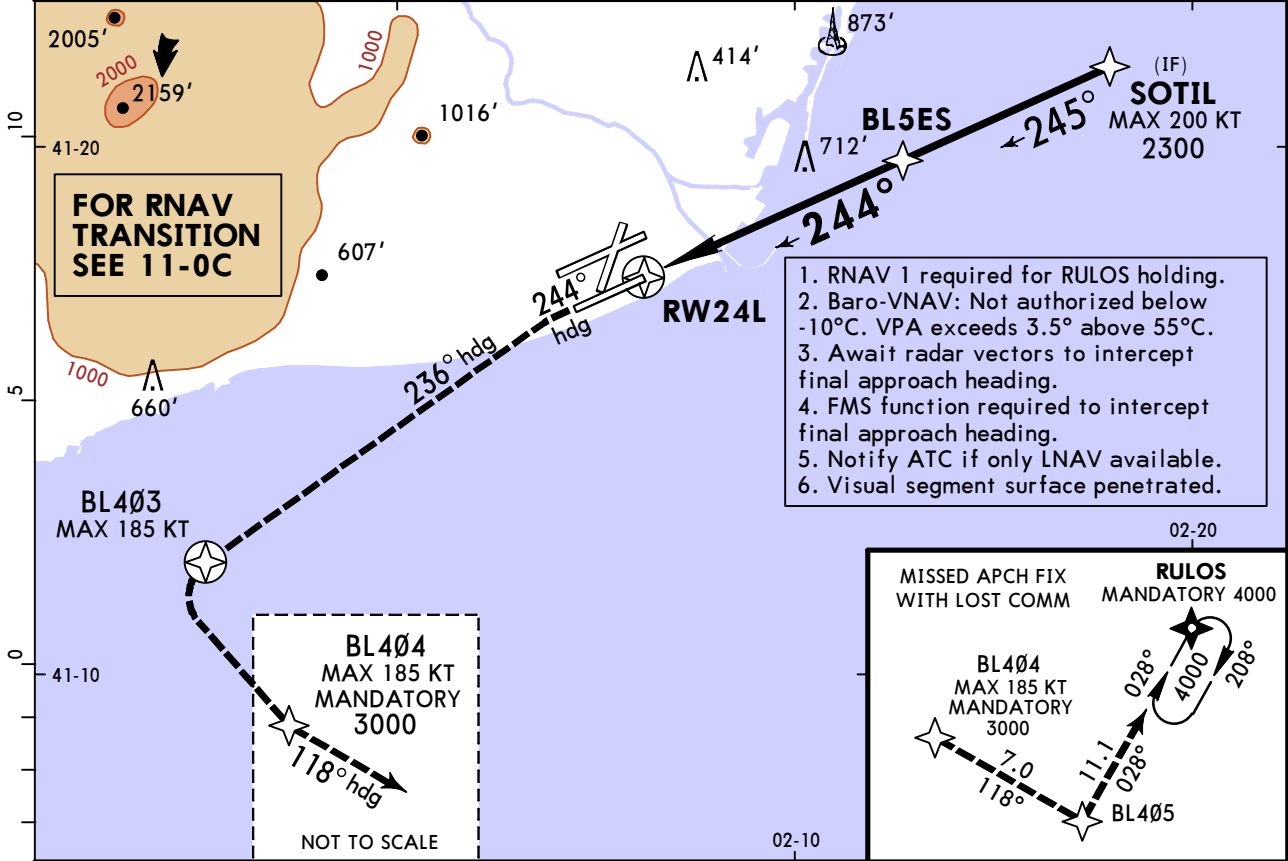 2005'
2000
2159'
1000
1016'
414'
873'
(IF)
SOTIL
MAX 200 KT
2300
245°
BL5ES
712'
244°
10
41-20
FOR RNAV
TRANSITION
SEE 11-0C
607'
244°
hdg
RW24L
236° hdg
1000
660'
5
1. RNAV 1 required for RULOS holding.
2. Baro-VNAV: Not authorized below
-10°C. VPA exceeds 3.5° above 55°C.
3. Await radar vectors to intercept
final approach heading.
4. FMS function required to intercept
final approach heading.
5. Notify ATC if only LNAV available.
6. Visual segment surface penetrated.
BL4Ø3
MAX 185 KT
02-20
0
41-10
BL4Ø4
MAX 185 KT
MANDATORY
3000
118° hdg
NOT TO SCALE
02-10
MISSED APCH FIX
WITH LOST COMM
RULOS
MANDATORY 4000
BL4Ø4
MAX 185 KT
MANDATORY
3000
028°
4000
208°
7.0
118°
11.1
028°
BL4Ø5